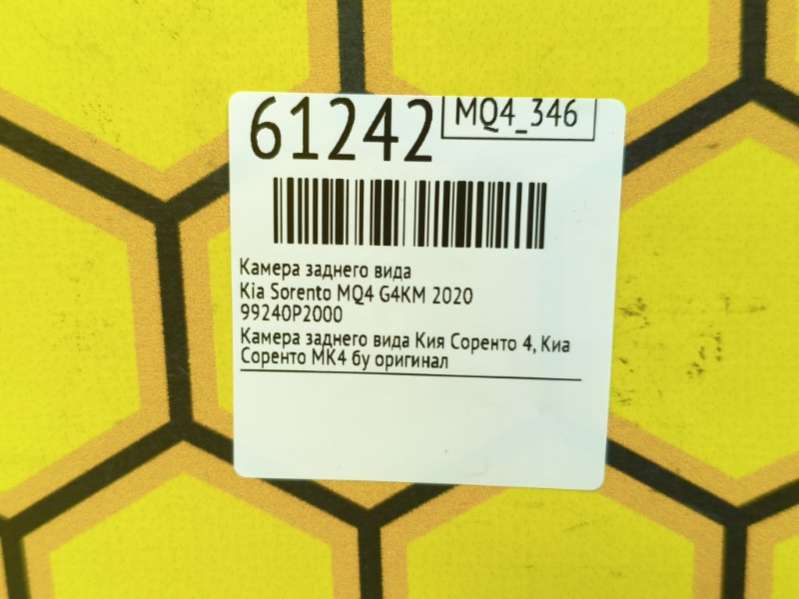 61242
MQ4_346
Камера заднего вида
Kia Sorento MQ4 G4KM 2020
99240P2000
Камера заднего вида Кия Соренто 4, Киа
Соренто МК4 бу оригинал